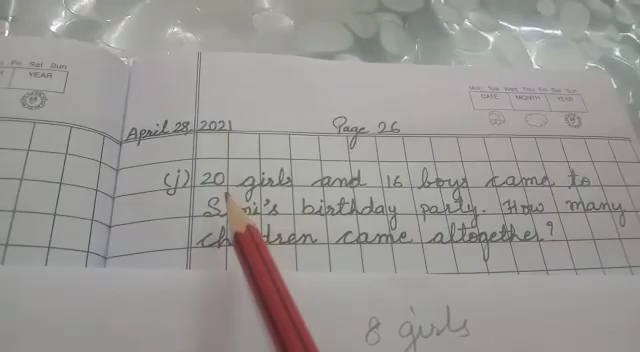 Fri Sat Sun
YEAR
Mon Tue Wed Thu Fri Sat Sun
DATE MONTH YEAR
April 28, 2021 Page 26
(j) 20 girls and 16 boys came to
birthday party. How many
children came altogether?
8 girls